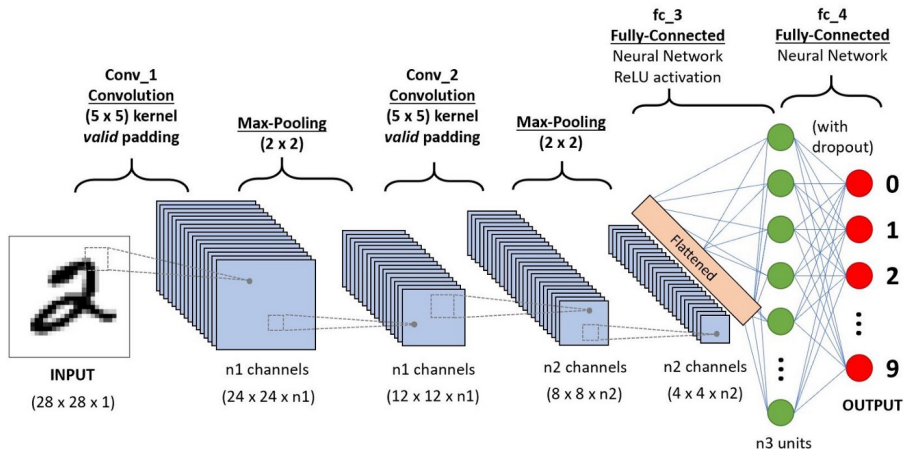 fc_3
Fully-Connected
Neural Network
ReLU activation
fc_4
Fully-Connected
Neural Network
Conv_1
Convolution
(5 x 5) kernel
valid padding
Max-Pooling
(2 x 2)
Conv_2
Convolution
(5 x 5) kernel
valid padding
Max-Pooling
(2 x 2)
(with
dropout)
Flattened
0
1
2
9
INPUT
(28 x 28 x 1)
n1 channels
(24 x 24 x n1)
n1 channels
(12 x 12 x n1)
n2 channels
(8 x 8 x n2)
n2 channels
(4 x 4 x n2)
OUTPUT
n3 units